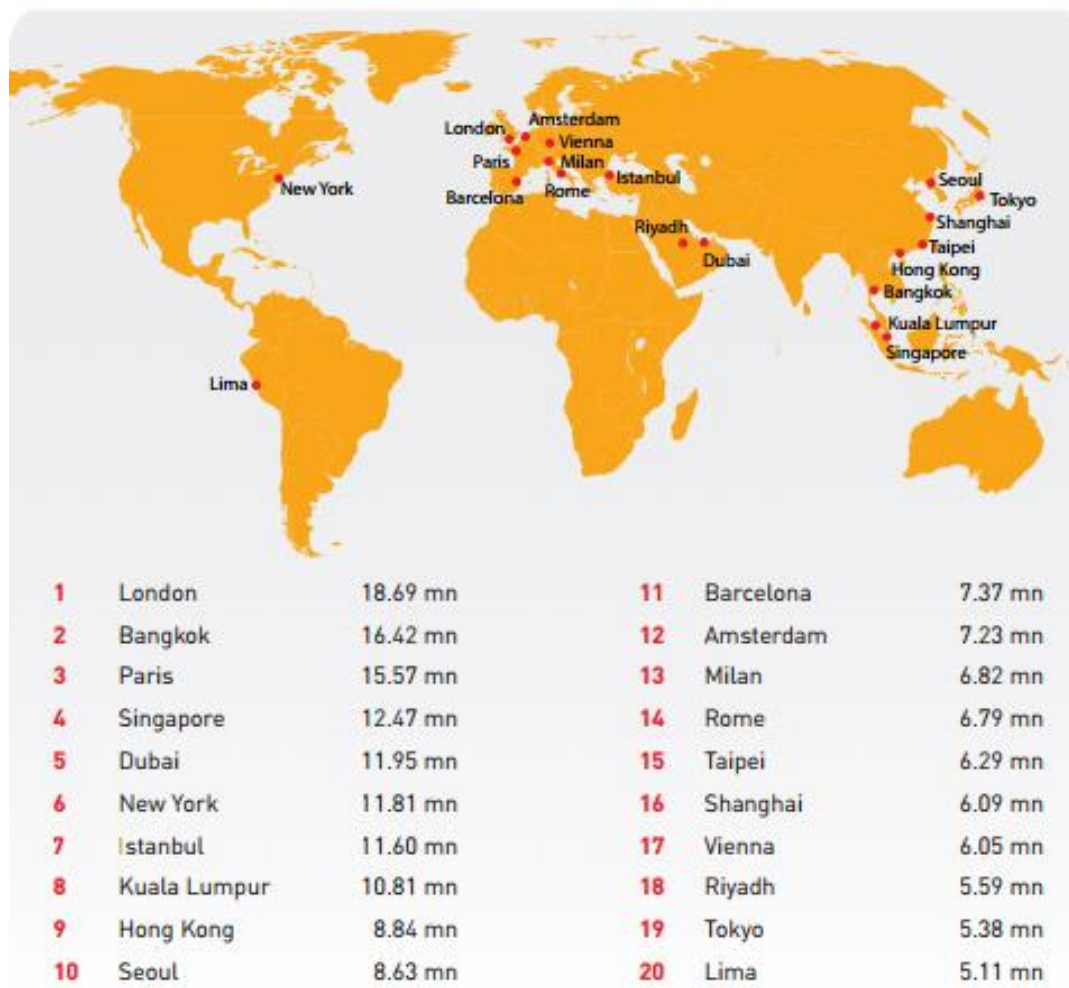 London
Amsterdam
Vienna
Paris
Milan
Barcelona
Rome
Istanbul
New York
Seoul
Tokyo
Shanghai
Riyadh
Dubai
Taipei
Hong Kong
Bangkok
Kuala Lumpur
Singapore
Lima
1 London 18.69 mn
2 Bangkok 16.42 mn
3 Paris 15.57 mn
4 Singapore 12.47 mn
5 Dubai 11.95 mn
6 New York 11.81 mn
7 Istanbul 11.60 mn
8 Kuala Lumpur 10.81 mn
9 Hong Kong 8.84 mn
10 Seoul 8.63 mn
11 Barcelona 7.37 mn
12 Amsterdam 7.23 mn
13 Milan 6.82 mn
14 Rome 6.79 mn
15 Taipei 6.29 mn
16 Shanghai 6.09 mn
17 Vienna 6.05 mn
18 Riyadh 5.59 mn
19 Tokyo 5.38 mn
20 Lima 5.11 mn